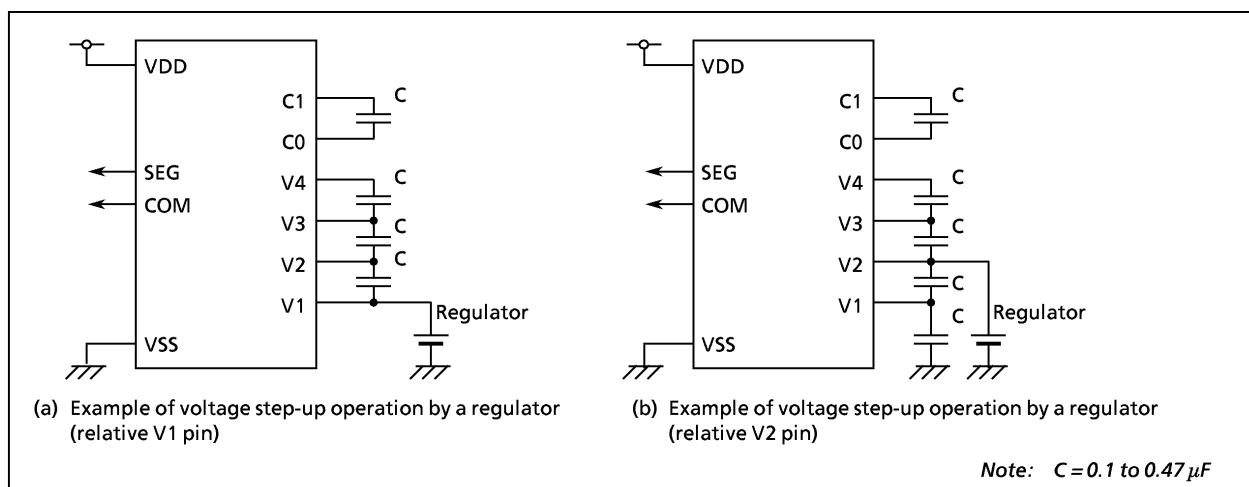 VDD
C1
C
C0
SEG
V4
C
COM
V3
C
V2
C
V1
Regulator
VSS
(a) Example of voltage step-up operation by a regulator
(relative V1 pin)
VDD
C1
C
C0
SEG
V4
C
COM
V3
C
V2
C
V1
C
Regulator
VSS
(b) Example of voltage step-up operation by a regulator
(relative V2 pin)
Note: C = 0.1 to 0.47 μF